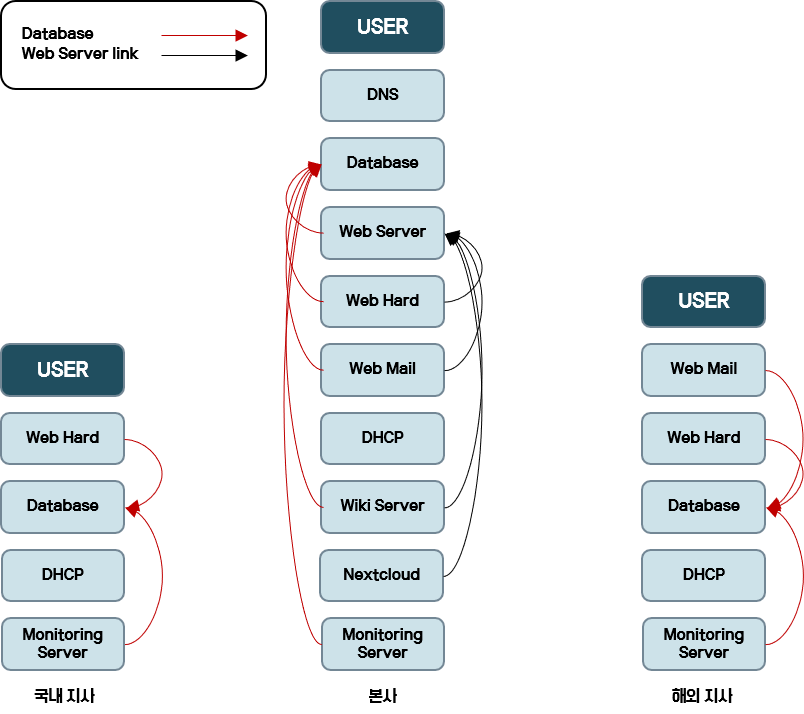 Database
Web Server link
USER
DNS
Database
Web Server
Web Hard
Web Mail
DHCP
Wiki Server
Nextcloud
Monitoring
Server
본사
USER
Web Hard
Database
DHCP
Monitoring
Server
국내 지사
USER
Web Mail
Web Hard
Database
DHCP
Monitoring
Server
해외 지사